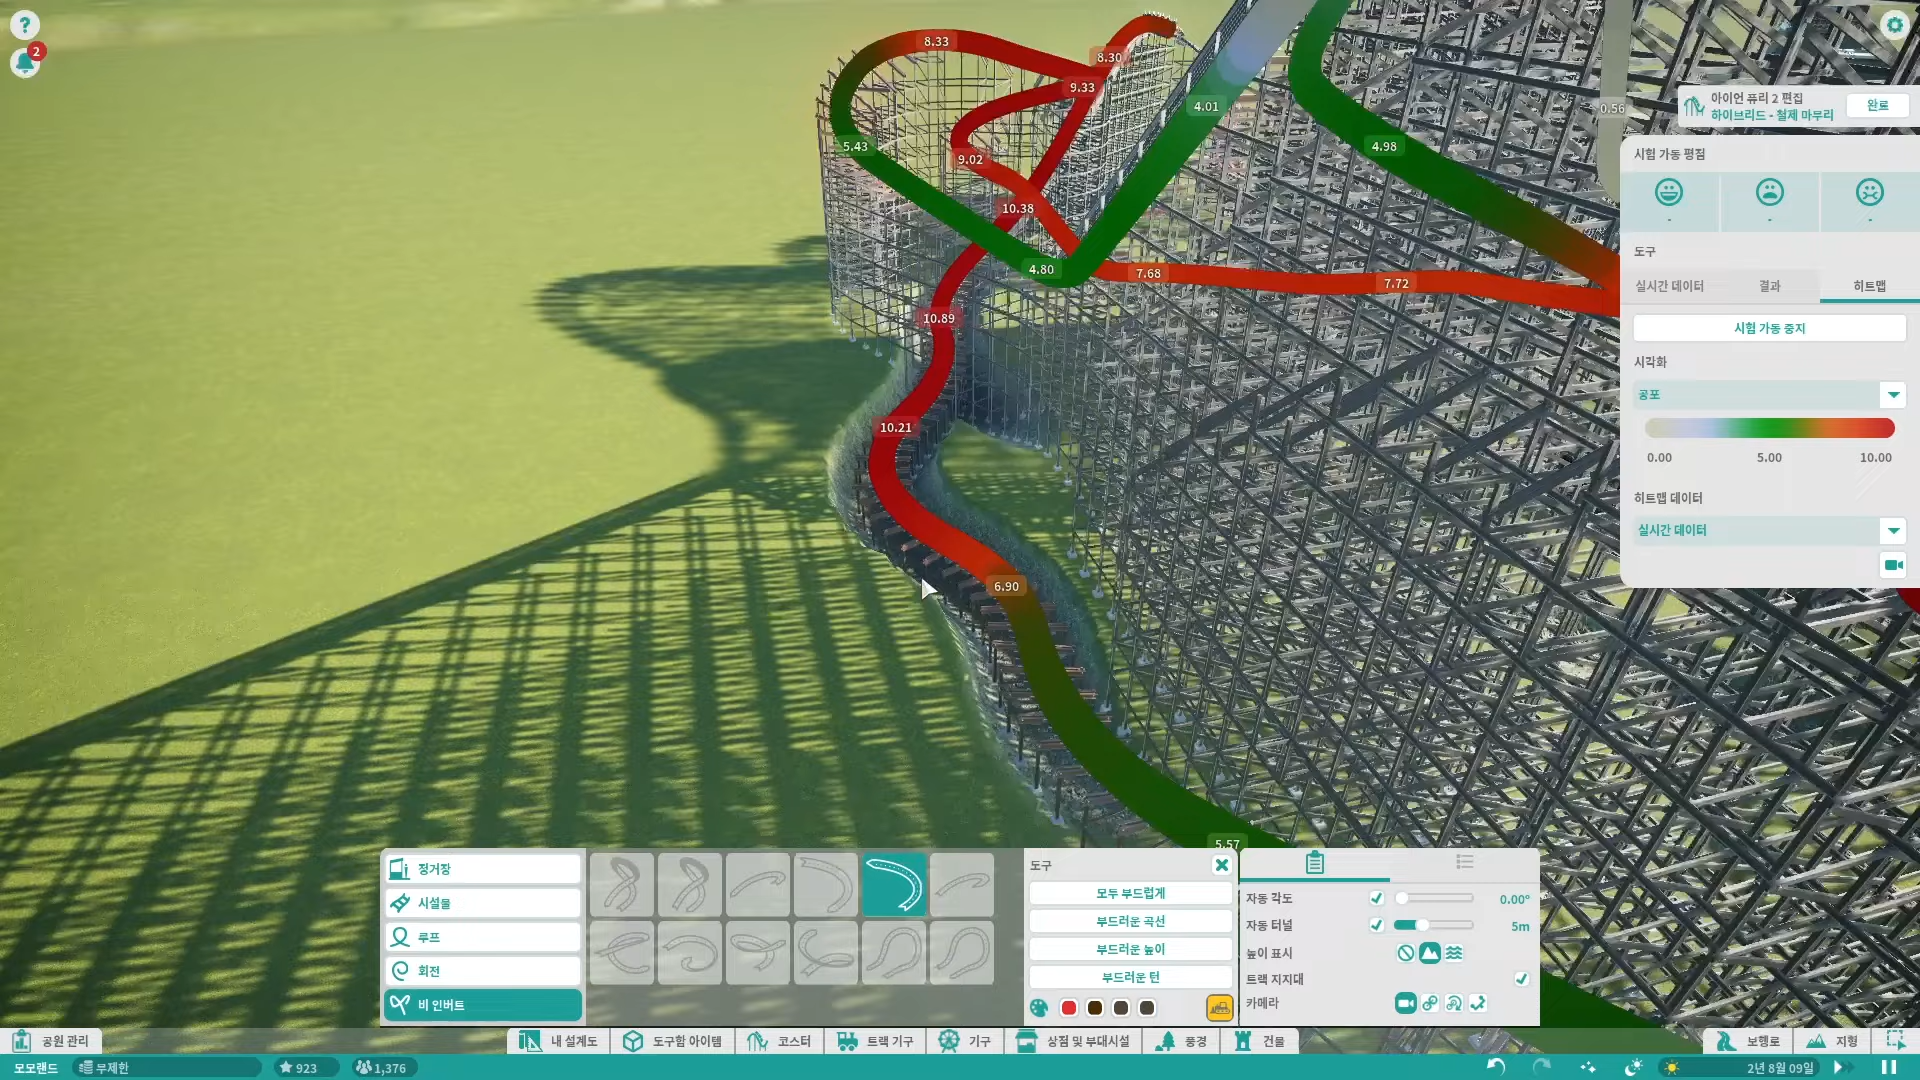 ?
2
8.33
8.30
9.33
4.01
0.56
5.43
9.02
4.98
10.38
4.80
7.68
7.72
10.89
10.21
6.90
5.57
아이언 퓨리 2 편집
하이브리드 - 철제 마무리
완료
시험 가동 평점
- - -
도구
실시간 데이터 결과 히트맵
시험 가동 중지
시각화
공포
0.00 5.00 10.00
히트맵 데이터
실시간 데이터
정거장
시설물
루프
회전
비 인버트
도구
모두 부드럽게
부드러운 곡선
부드러운 높이
부드러운 턴
자동 각도 0.00°
자동 터널 5m
높이 표시
트랙 지지대
카메라
공원 관리 내 설계도 도구함 아이템 코스터 트랙 기구 기구 상점 및 부대시설 풍경 건물 보행로 지형
모모랜드 무제한 923 1,376 2년 8월 09일